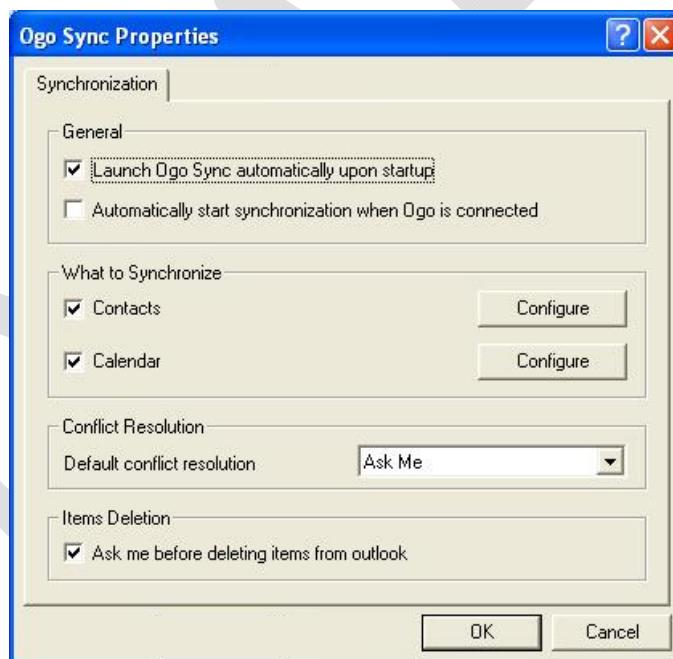 Ogo Sync Properties
Synchronization
General
Launch Ogo Sync automatically upon startup
Automatically start synchronization when Ogo is connected
What to Synchronize
Contacts
Configure
Calendar
Configure
Conflict Resolution
Default conflict resolution
Ask Me
Items Deletion
Ask me before deleting items from outlook
OK
Cancel